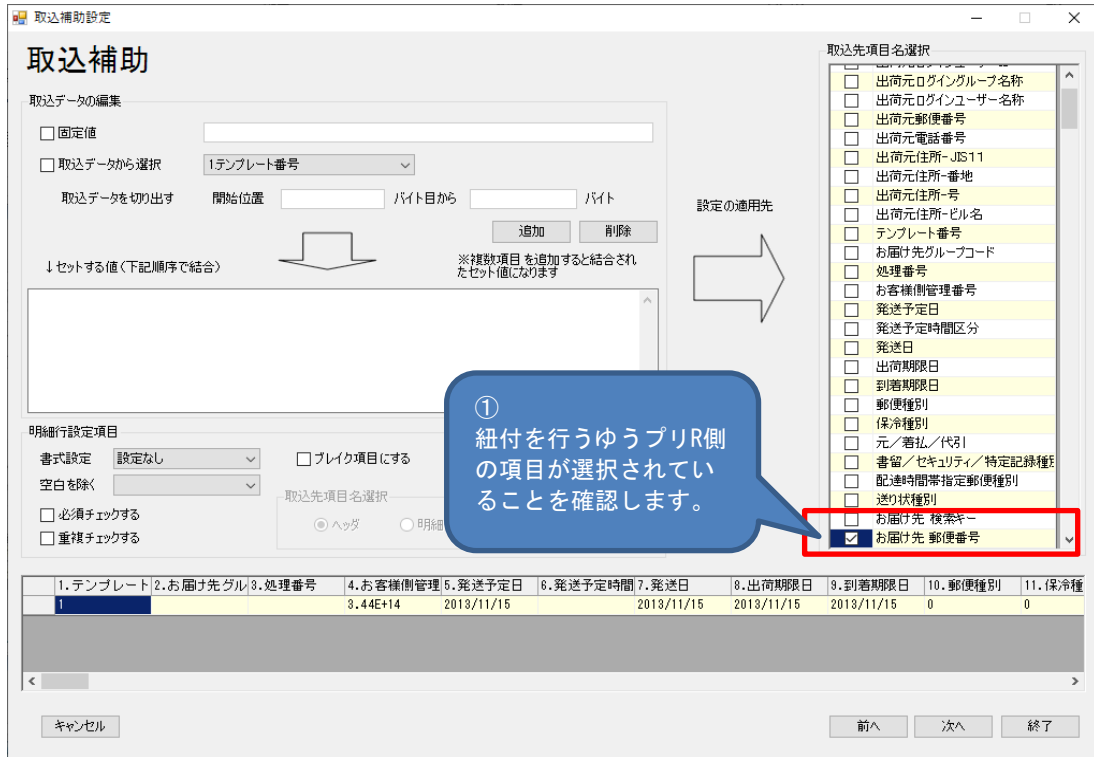 取込補助設定
取込補助
取込データの編集
固定値
取込データから選択
1.テンプレート番号
取込データを切り出す
開始位置
バイト目から
バイト
追加
削除
↓セットする値(下記順序で結合)
※複数項目を追加すると結合され
たセット値になります
設定の適用先
明細行設定項目
書式設定
設定なし
空白を除く
必須チェックする
重複チェックする
ブレイク項目にする
取込先項目名選択
ヘッダ
明細
①
紐付を行うゆうプリR側
の項目が選択されてい
ることを確認します。
取込先項目名選択
出荷元ログイングループ名称
出荷元ログインユーザー名称
出荷元郵便番号
出荷元電話番号
出荷元住所-JIS11
出荷元住所-番地
出荷元住所-号
出荷元住所-ビル名
テンプレート番号
お届け先グループコード
処理番号
お客様側管理番号
発送予定日
発送予定時間区分
発送日
出荷期限日
到着期限日
郵便種別
保冷種別
元/着払/代引
書留/セキュリティ/特定記録種別
配達時間帯指定郵便種別
送り状種別
お届け先 検索キー
お届け先 郵便番号
1.テンプレート 2.お届け先グル 3.処理番号 4.お客様側管理 5.発送予定日 6.発送予定時間 7.発送日 8.出荷期限日 9.到着期限日 10.郵便種別 11.保冷種
1 3.44E+14 2013/11/15 2013/11/15 2013/11/15 2013/11/15 0 0
キャンセル
前へ
次へ
終了